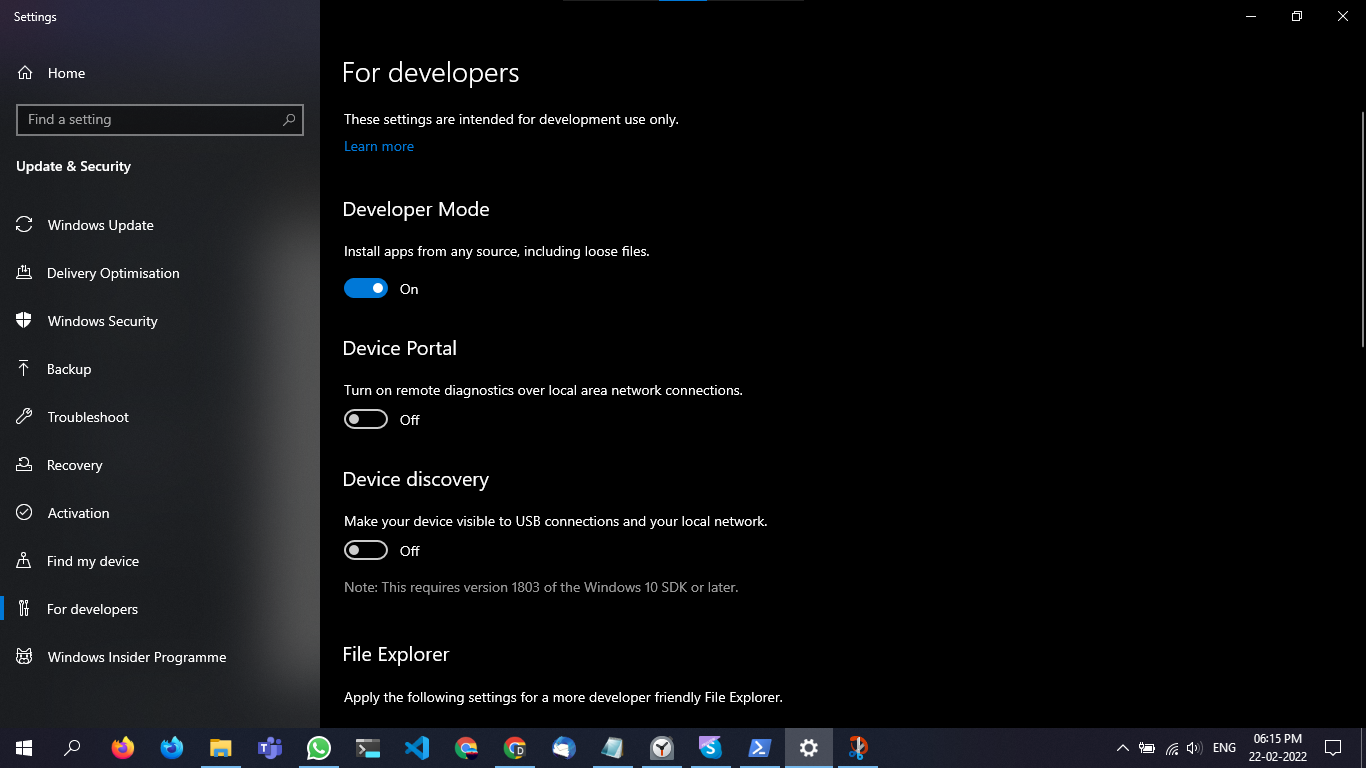 Settings
Home
Find a setting
Update & Security
Windows Update
Delivery Optimisation
Windows Security
Backup
Troubleshoot
Recovery
Activation
Find my device
For developers
Windows Insider Programme
For developers
These settings are intended for development use only.
Learn more
Developer Mode
Install apps from any source, including loose files.
On
Device Portal
Turn on remote diagnostics over local area network connections.
Off
Device discovery
Make your device visible to USB connections and your local network.
Off
Note: This requires version 1803 of the Windows 10 SDK or later.
File Explorer
Apply the following settings for a more developer friendly File Explorer.
D
S
ENG
06:15 PM
22-02-2022